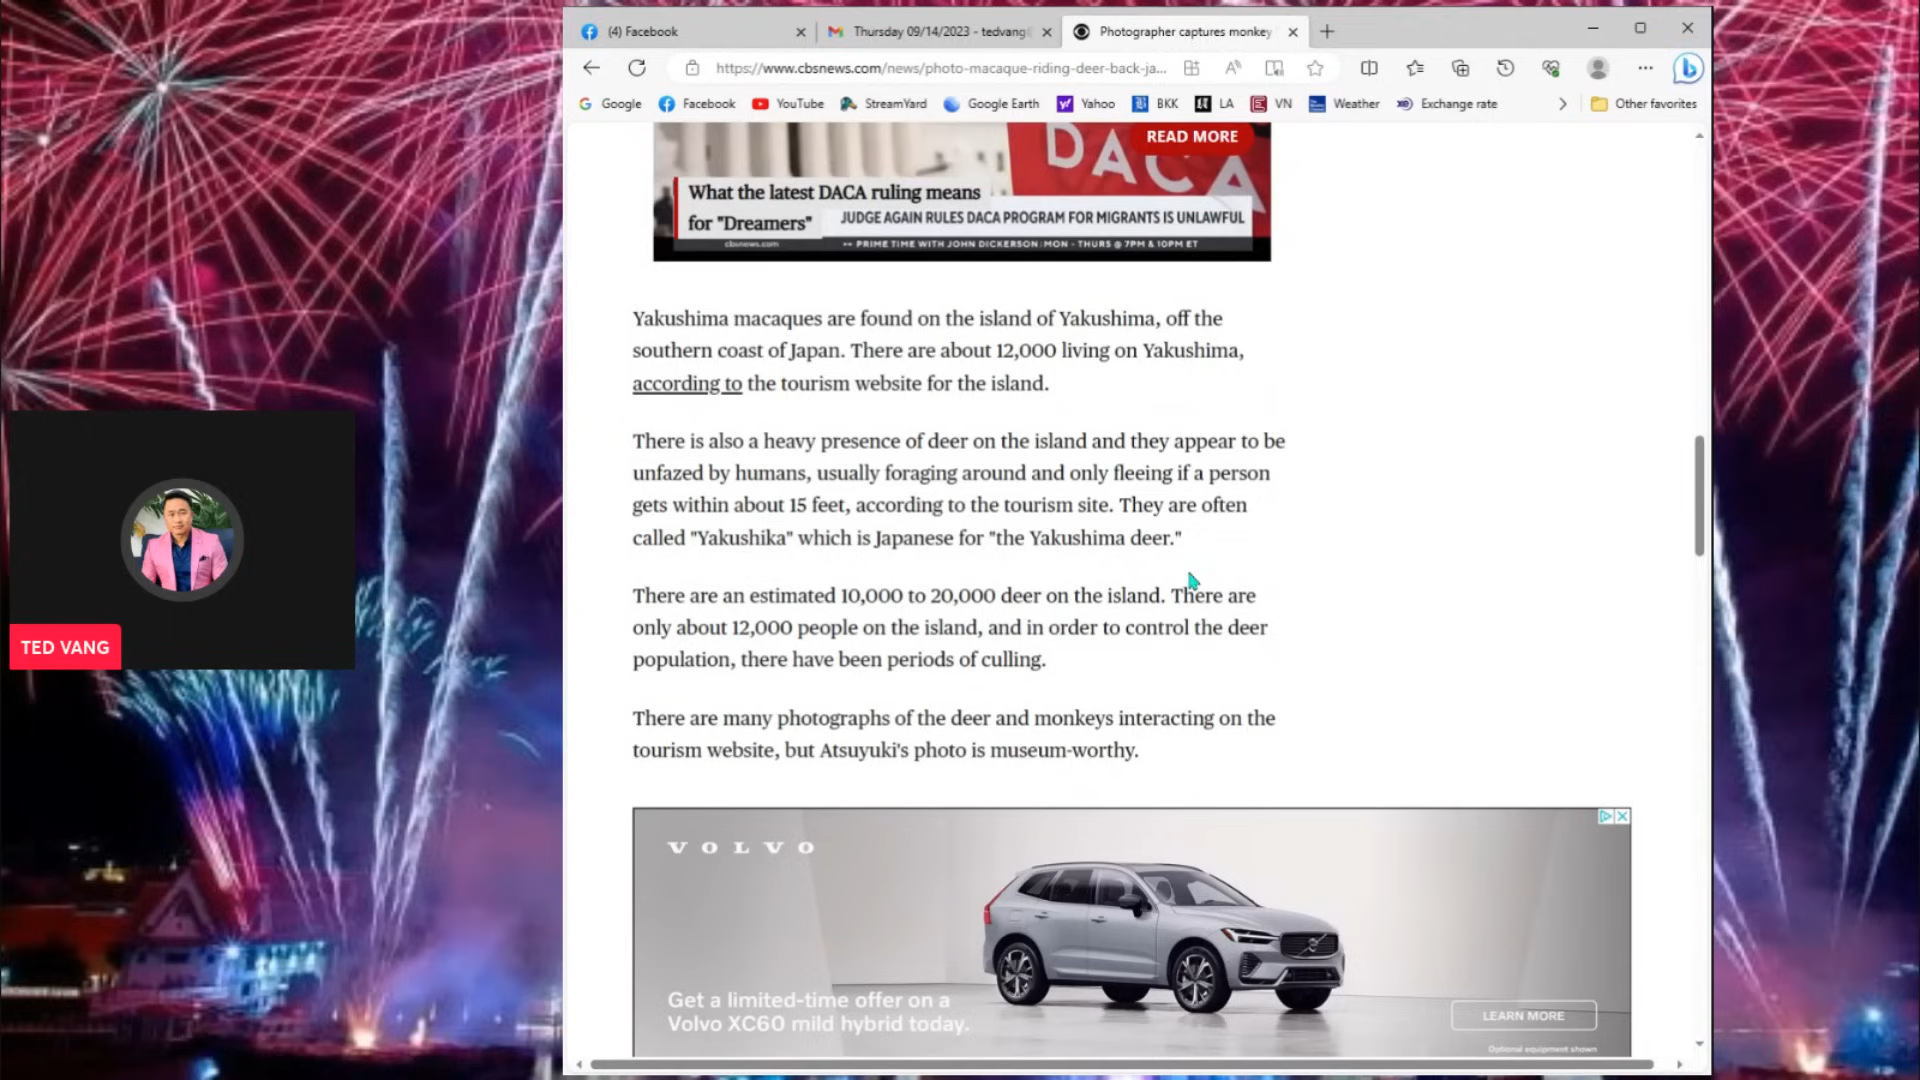 (4) Facebook
Thursday 09/14/2023 - tedvang
Photographer captures monkey
https://www.cbsnews.com/news/photo-macaque-riding-deer-back-ja...
Google Facebook YouTube StreamYard Google Earth Yahoo BKK LA VN Weather Exchange rate Other favorites
DACA
READ MORE
What the latest DACA ruling means
for "Dreamers"
JUDGE AGAIN RULES DACA PROGRAM FOR MIGRANTS IS UNLAWFUL
cbsnews.com
PRIME TIME WITH JOHN DICKERSON MON - THURS @ 7PM & 10PM ET
Yakushima macaques are found on the island of Yakushima, off the
southern coast of Japan. There are about 12,000 living on Yakushima,
according to the tourism website for the island.
There is also a heavy presence of deer on the island and they appear to be
unfazed by humans, usually foraging around and only fleeing if a person
gets within about 15 feet, according to the tourism site. They are often
called "Yakushika" which is Japanese for "the Yakushima deer."
There are an estimated 10,000 to 20,000 deer on the island. There are
only about 12,000 people on the island, and in order to control the deer
population, there have been periods of culling.
There are many photographs of the deer and monkeys interacting on the
tourism website, but Atsuyuki's photo is museum-worthy.
VOLVO
Get a limited-time offer on a
Volvo XC60 mild hybrid today.
LEARN MORE
Optional equipment shown
TED VANG